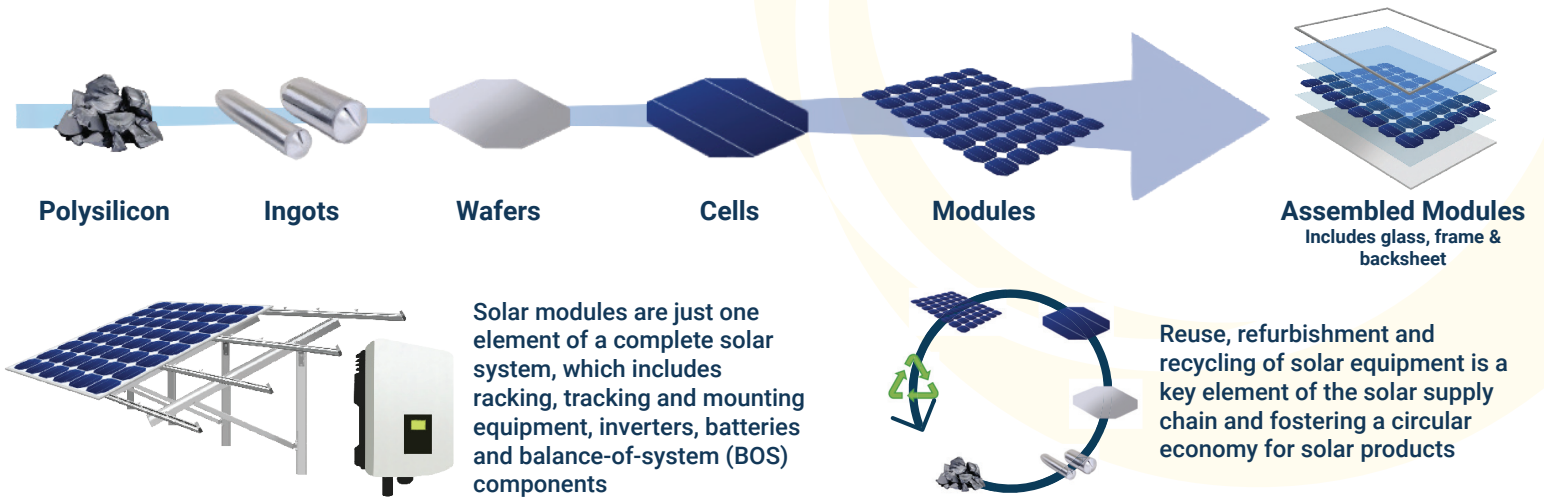 Polysilicon
Ingots
Wafers
Cells
Modules
Assembled Modules
Includes glass, frame &
backsheet
Solar modules are just one
element of a complete solar
system, which includes
racking, tracking and mounting
equipment, inverters, batteries
and balance-of-system (BOS)
components
Reuse, refurbishment and
recycling of solar equipment is a
key element of the solar supply
chain and fostering a circular
economy for solar products